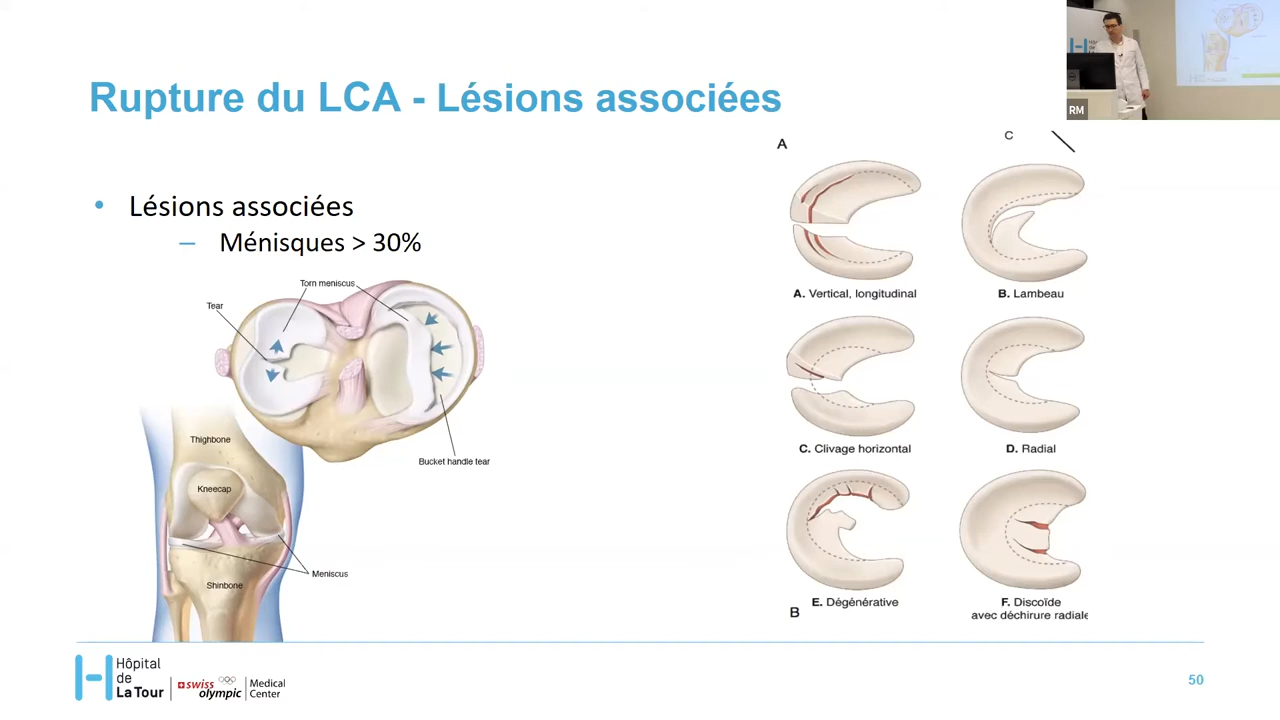 Rupture du LCA - Lésions associées
RM
• Lésions associées
– Ménisques > 30%
Torn meniscus
Tear
Bucket handle tear
Thighbone
Kneecap
Meniscus
Shinbone
A
C
A. Vertical, longitudinal
B. Lambeau
C. Clivage horizontal
D. Radial
E. Dégénérative
F. Discoïde
avec déchirure radiale
B
Hôpital
de
La Tour
swiss
olympic
Medical
Center
50